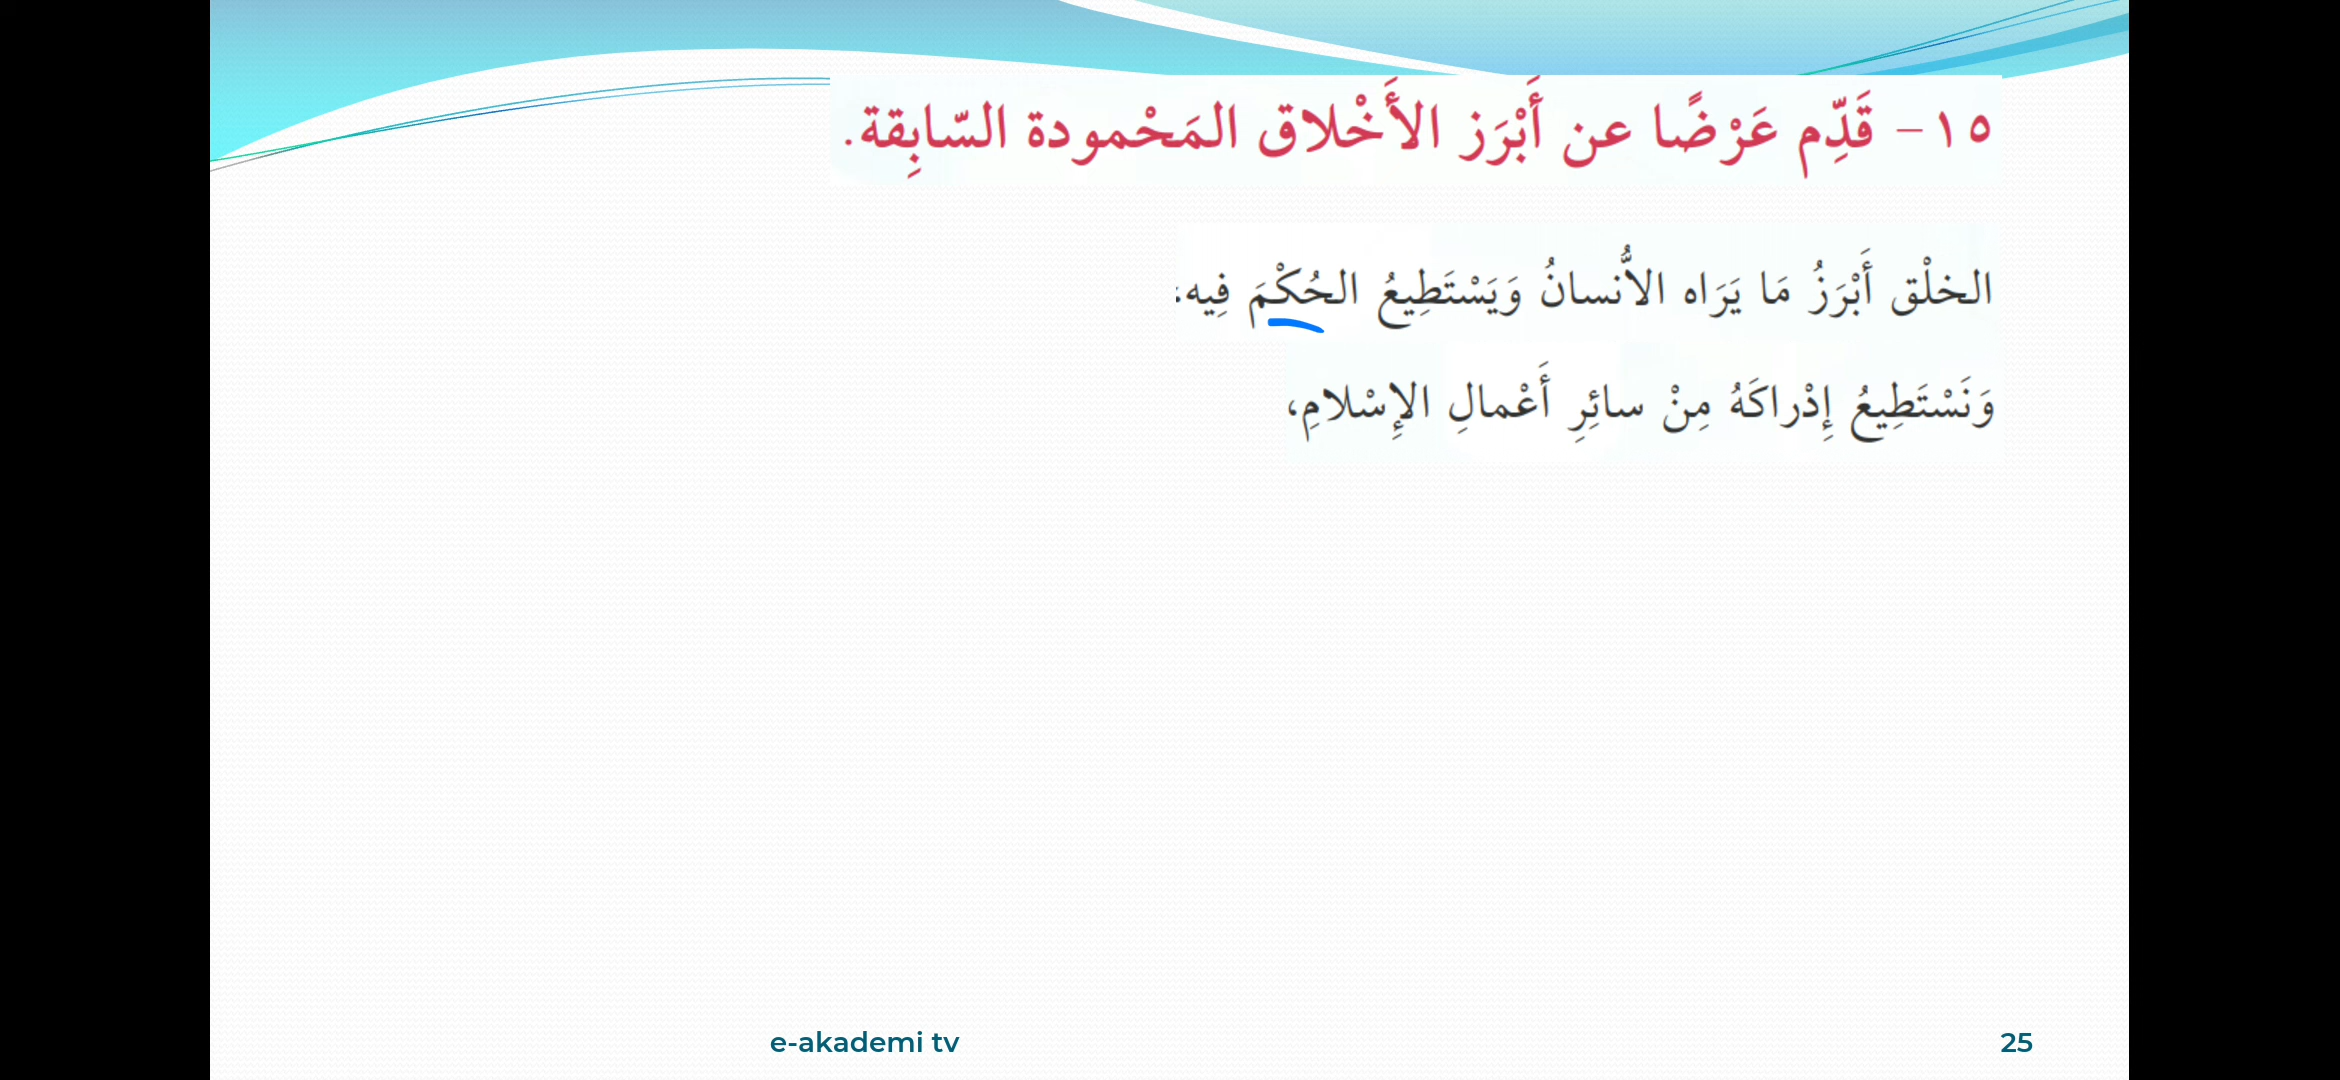 ١٥- قَدِّم عَرْضًا عن أَبْرَز الأَخْلاق المَحْمودة السّابِقة.
الخلْق أَبْرَزُ مَا يَرَاه الأُنسانُ وَيَسْتَطِيعُ الحُكْمَ فِيه،
وَنَسْتَطِيعُ إِدْراكَهُ مِنْ سائِرِ أَعْمالِ الإِسْلامِ،
e-akademi tv
25